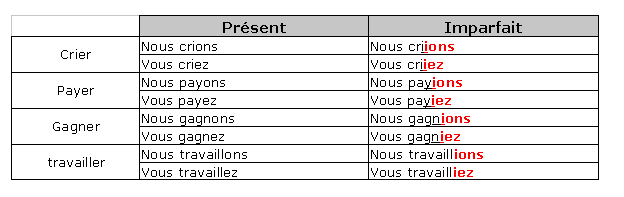 Présent Imparfait
Crier
Nous crions Nous criions
Vous criez Vous criiez
Payer
Nous payons Nous payions
Vous payez Vous payiez
Gagner
Nous gagnons Nous gagnions
Vous gagnez Vous gagniez
travailler
Nous travaillons Nous travaillions
Vous travaillez Vous travailliez